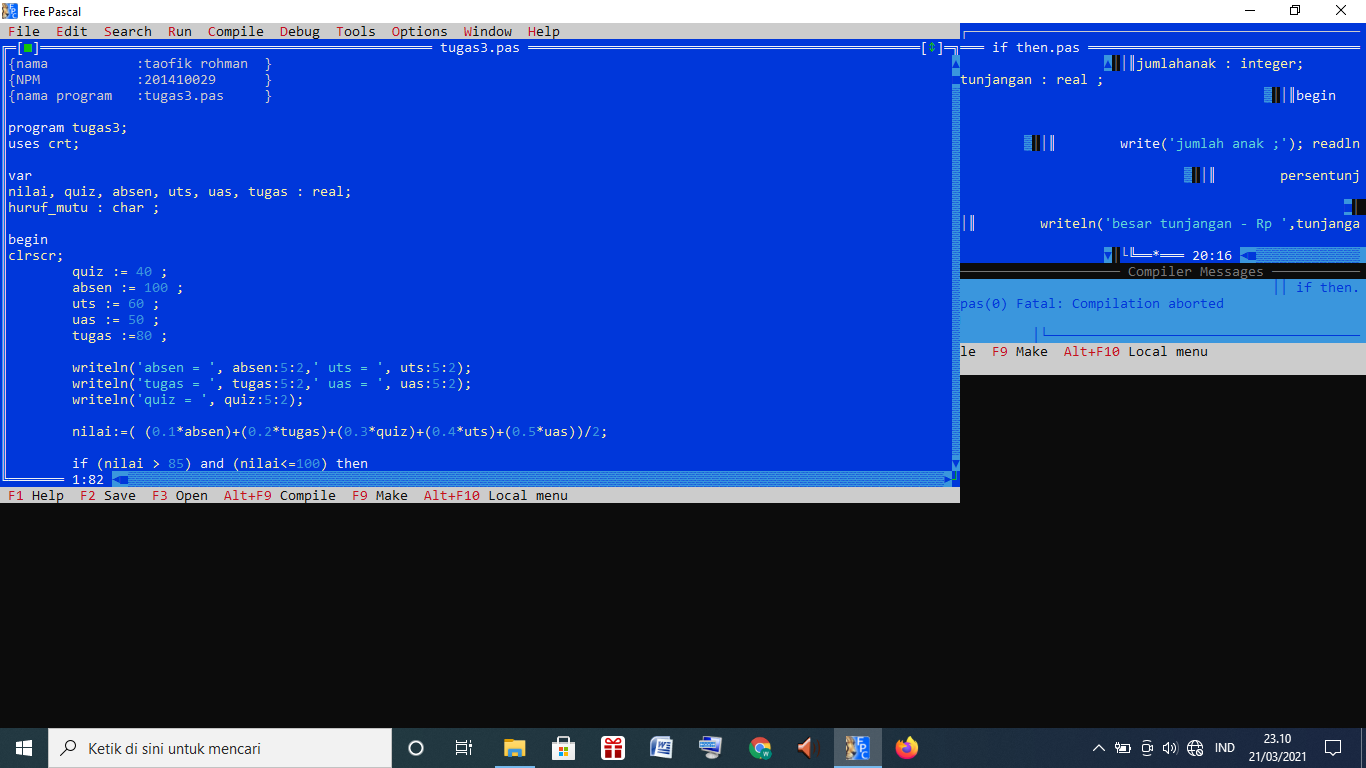 Free Pascal
File Edit Search Run Compile Debug Tools Options Window Help
tugas3.pas
{nama :taofik rohman }
{NPM :201410029 }
{nama program :tugas3.pas }
program tugas3;
uses crt;
var
nilai, quiz, absen, uts, uas, tugas : real;
huruf_mutu : char ;
begin
clrscr;
quiz := 40 ;
absen := 100 ;
uts := 60 ;
uas := 50 ;
tugas :=80 ;
writeln('absen = ', absen:5:2,' uts = ', uts:5:2);
writeln('tugas = ', tugas:5:2,' uas = ', uas:5:2);
writeln('quiz = ', quiz:5:2);
nilai:=( (0.1*absen)+(0.2*tugas)+(0.3*quiz)+(0.4*uts)+(0.5*uas))/2;
if (nilai > 85) and (nilai<=100) then
1:82
F1 Help F2 Save F3 Open Alt+F9 Compile F9 Make Alt+F10 Local menu
if then.pas
jumlahanak : integer;
tunjangan : real ;
begin
write('jumlah anak ;'); readln
persentunj
writeln('besar tunjangan - Rp ',tunjanga
* 20:16
Compiler Messages
if then.
pas(0) Fatal: Compilation aborted
le F9 Make Alt+F10 Local menu
Ketik di sini untuk mencari
IND
23.10
21/03/2021